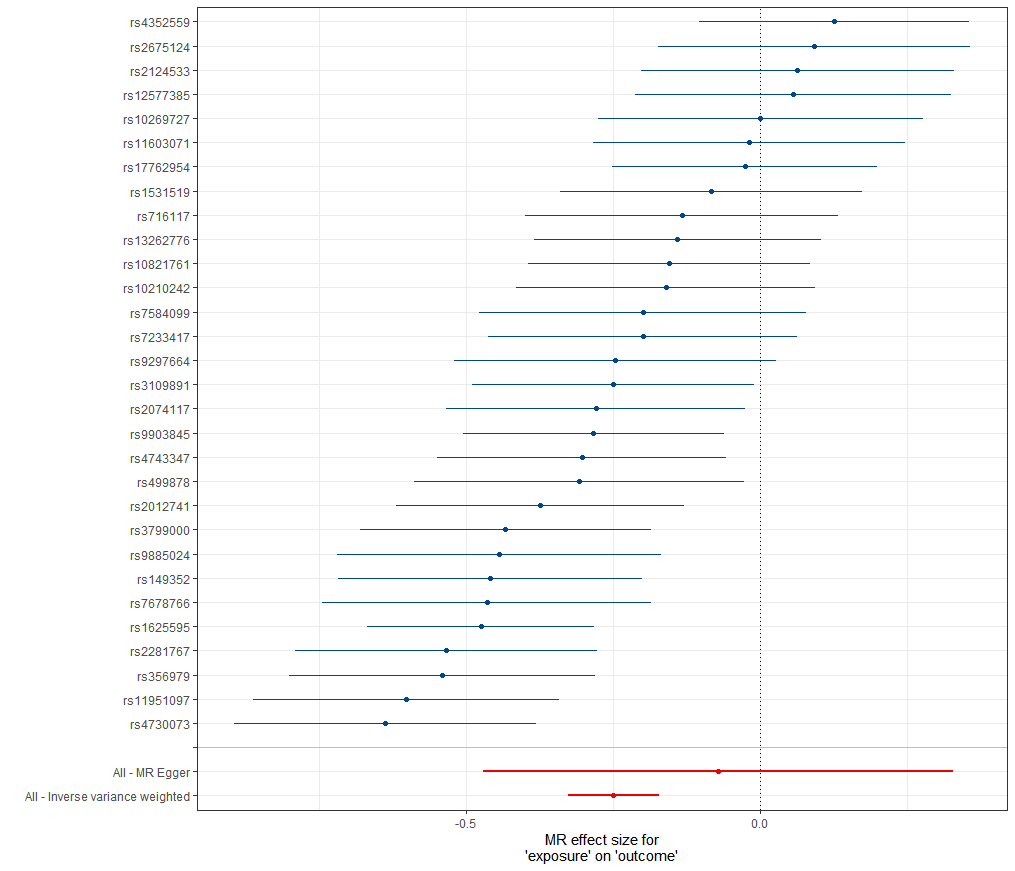 rs4352559
rs2675124
rs2124533
rs12577385
rs10269727
rs11603071
rs17762954
rs1531519
rs716117
rs13262776
rs10821761
rs10210242
rs7584099
rs7233417
rs9297664
rs3109891
rs2074117
rs9903845
rs4743347
rs499878
rs2012741
rs3799000
rs9885024
rs149352
rs7678766
rs1625595
rs2281767
rs356979
rs11951097
rs4730073
All - MR Egger
All - Inverse variance weighted
-0.5 0.0
MR effect size for
'exposure' on 'outcome'